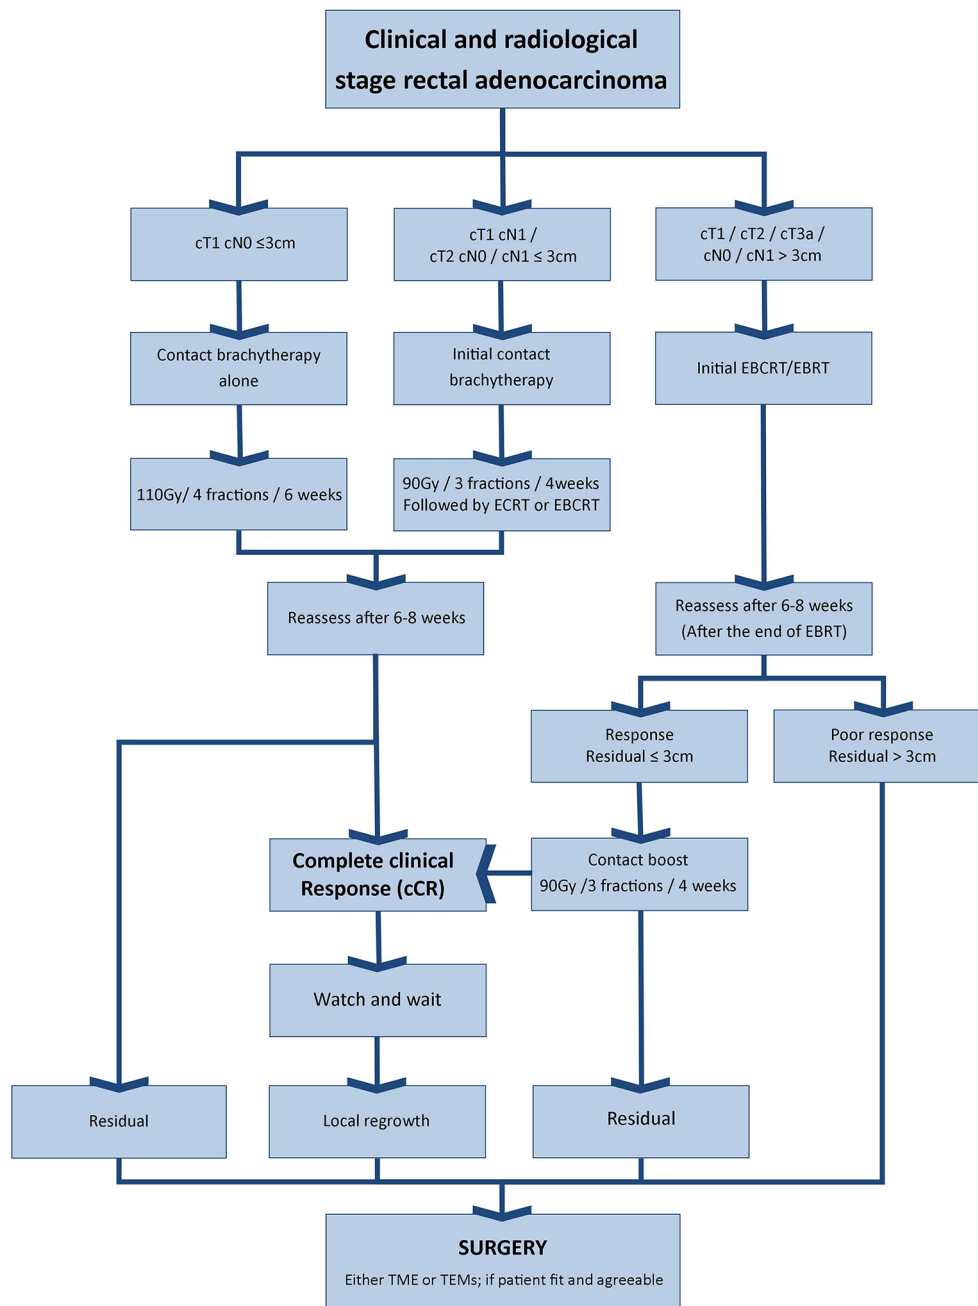 Clinical and radiological
stage rectal adenocarcinoma
cT1 cN0 ≤3cm
cT1 cN1 /
cT2 cN0 / cN1 ≤ 3cm
cT1 / cT2 / cT3a /
cN0 / cN1 > 3cm
Contact brachytherapy
alone
Initial contact
brachytherapy
Initial EBCRT/EBRT
110Gy/ 4 fractions / 6 weeks
90Gy / 3 fractions / 4weeks
Followed by ECRT or EBCRT
Reassess after 6-8 weeks
Reassess after 6-8 weeks
(After the end of EBRT)
Response
Residual ≤ 3cm
Poor response
Residual > 3cm
Complete clinical
Response (cCR)
Contact boost
90Gy /3 fractions / 4 weeks
Watch and wait
Residual
Local regrowth
Residual
SURGERY
Either TME or TEMs; if patient fit and agreeable